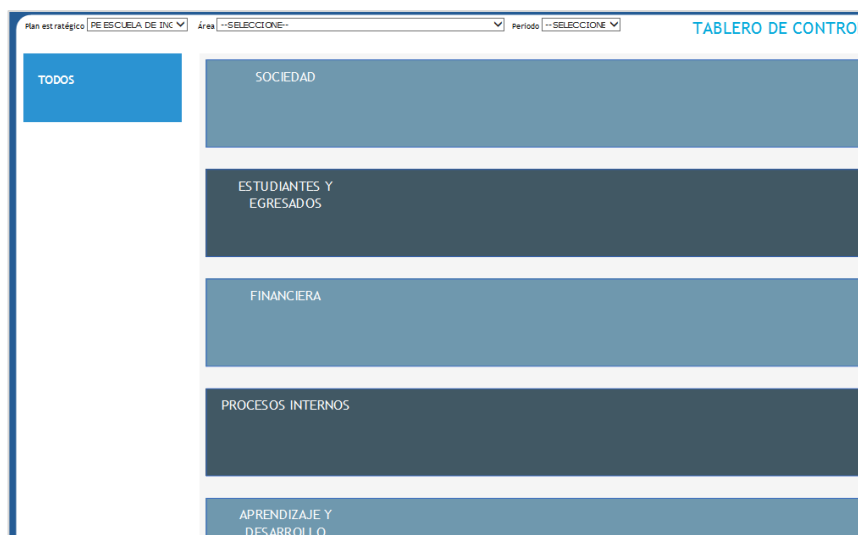 Plan estratégico PE ESCUELA DE INC Área --SELECCIONE-- Periodo --SELECCIONE TABLERO DE CONTRO
TODOS
SOCIEDAD
ESTUDIANTES Y
EGRESADOS
FINANCIERA
PROCESOS INTERNOS
APRENDIZAJE Y
DESARROLLO